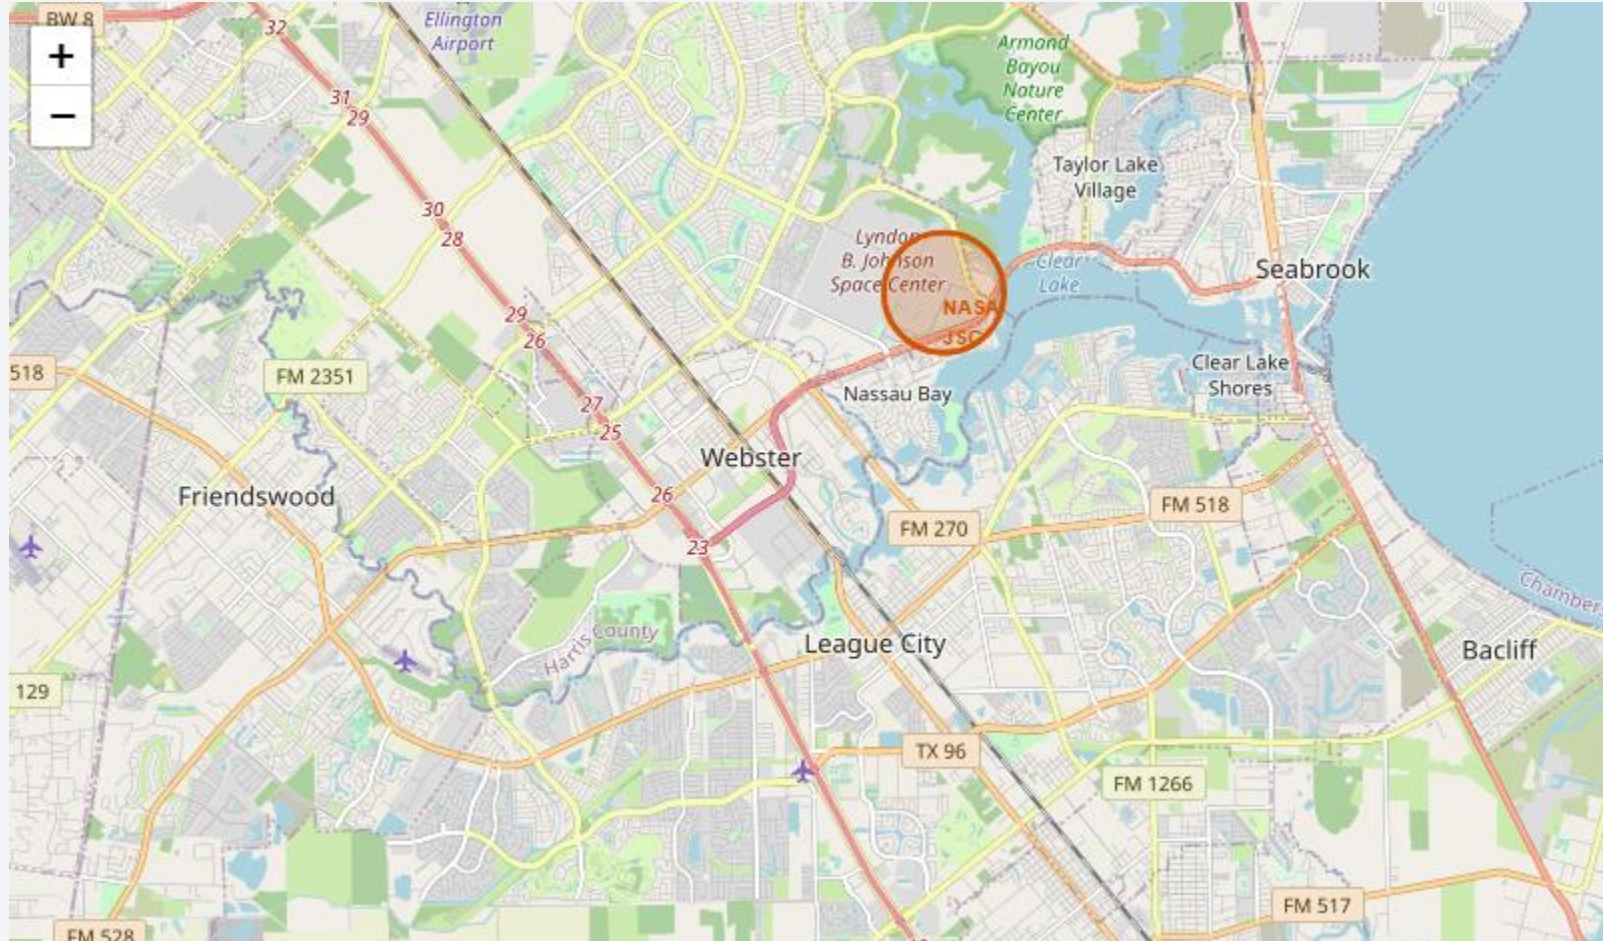 BW 8
+
−
32
Ellington
Airport
Armand
Bayou
Nature
Center
31
29
Taylor Lake
Village
30
28
Lyndon
B. Johnson
Space Center
Clear
Lake
Seabrook
NASA
JSC
29
26
518
FM 2351
Clear Lake
Shores
Nassau Bay
27
25
Webster
Friendswood
26
FM 518
FM 270
23
Chamber
Harris County
League City
Bacliff
129
TX 96
FM 1266
FM 517
FM 528